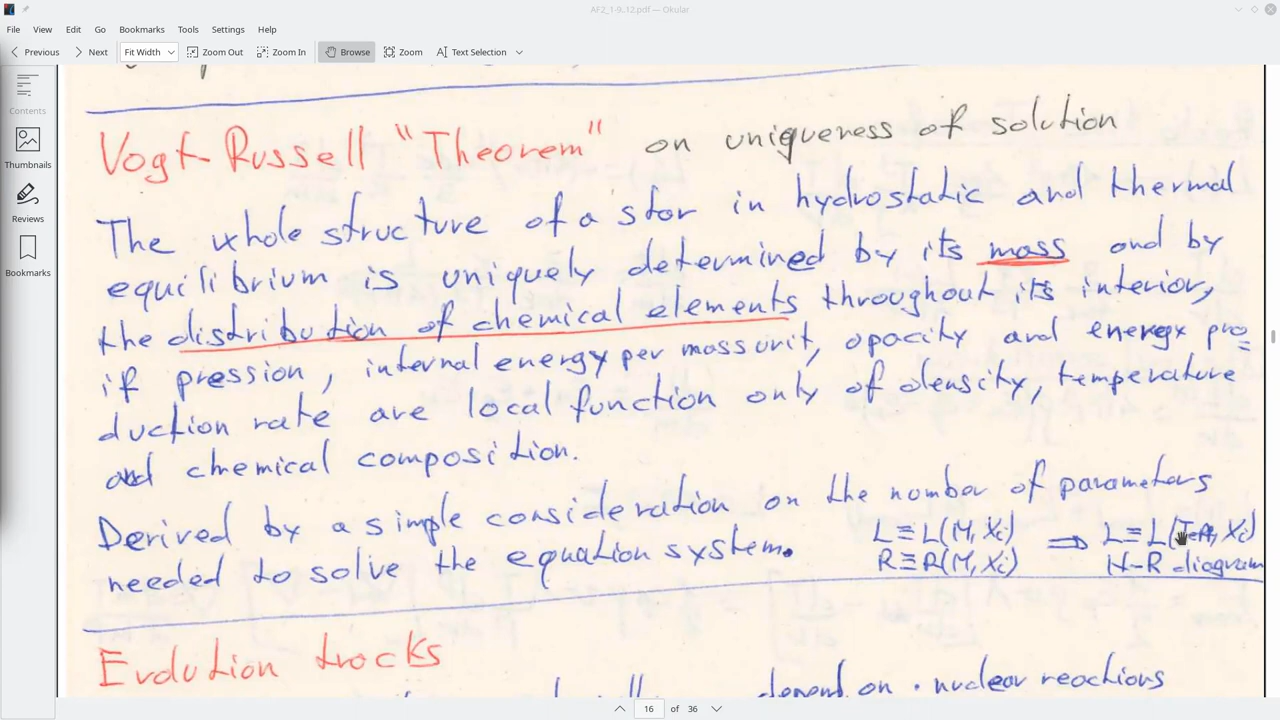 AF2_1-9..12.pdf — Okular
File View Edit Go Bookmarks Tools Settings Help
Previous Next Fit Width Zoom Out Zoom In Browse Zoom Text Selection
Contents
Thumbnails
Reviews
Bookmarks
Vogt-Russell "Theorem" on uniqueness of solution
The whole structure of a star in hydrostatic and thermal
equilibrium is uniquely determined by its mass and by
the distribution of chemical elements throughout its interior,
if pression, internal energy per mass unit, opacity and energy pro=
duction rate are local function only of density, temperature
and chemical composition.
Derived by a simple consideration on the number of parameters
needed to solve the equation system.
L ≡ L(M, Xi) ⇒ L ≡ L(Teff, Xi)
R ≡ R(M, Xi) H-R diagram
Evolution tracks
depend on · nuclear reactions
16 of 36